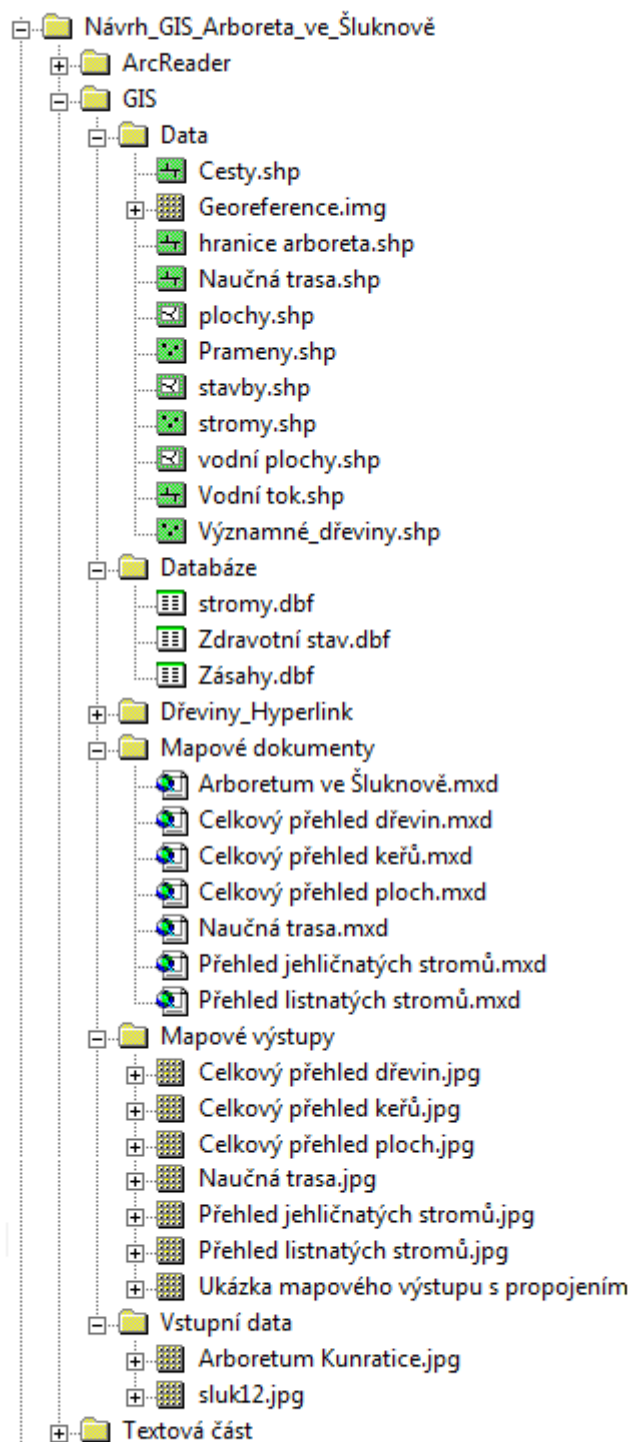 Návrh_GIS_Arboreta_ve_Šluknově
ArcReader
GIS
Data
Cesty.shp
Georeference.img
hranice arboreta.shp
Naučná trasa.shp
plochy.shp
Prameny.shp
stavby.shp
stromy.shp
vodní plochy.shp
Vodní tok.shp
Významné_dřeviny.shp
Databáze
stromy.dbf
Zdravotní stav.dbf
Zásahy.dbf
Dřeviny_Hyperlink
Mapové dokumenty
Arboretum ve Šluknově.mxd
Celkový přehled dřevin.mxd
Celkový přehled keřů.mxd
Celkový přehled ploch.mxd
Naučná trasa.mxd
Přehled jehličnatých stromů.mxd
Přehled listnatých stromů.mxd
Mapové výstupy
Celkový přehled dřevin.jpg
Celkový přehled keřů.jpg
Celkový přehled ploch.jpg
Naučná trasa.jpg
Přehled jehličnatých stromů.jpg
Přehled listnatých stromů.jpg
Ukázka mapového výstupu s propojením
Vstupní data
Arboretum Kunratice.jpg
sluk12.jpg
Textová část